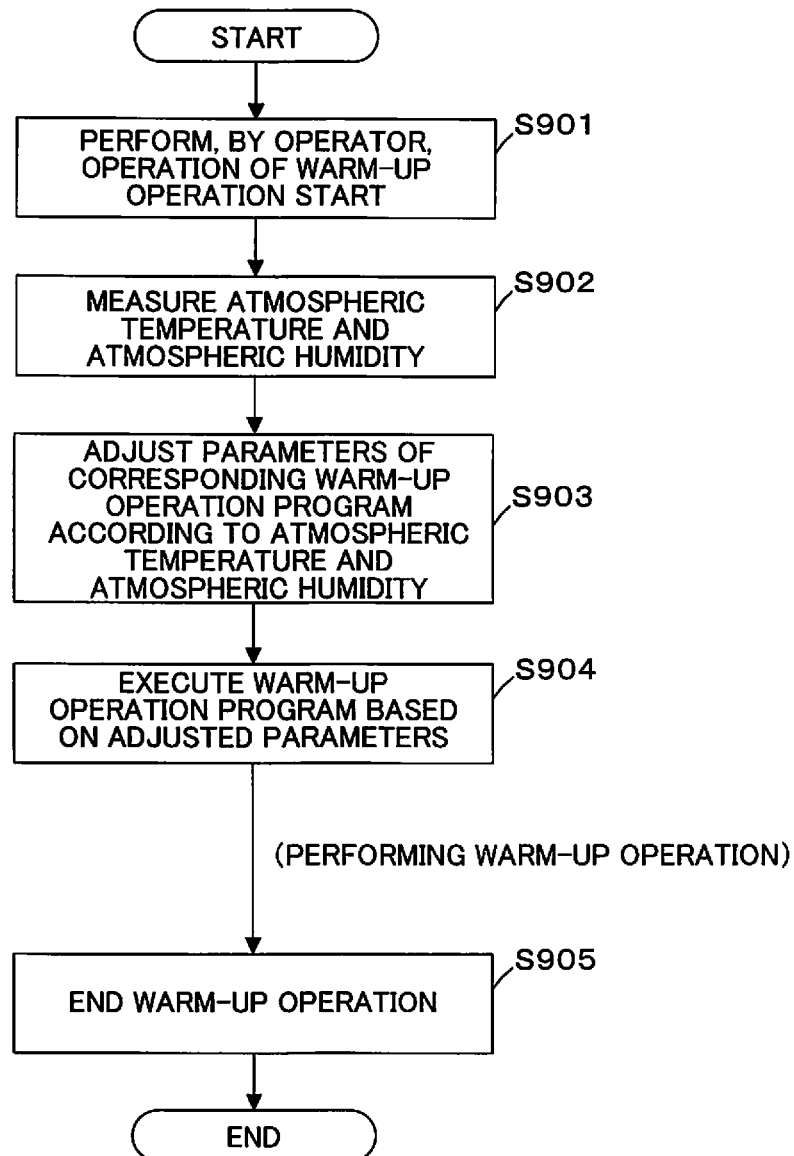 START
S901
PERFORM, BY OPERATOR,
OPERATION OF WARM-UP
OPERATION START
S902
MEASURE ATMOSPHERIC
TEMPERATURE AND
ATMOSPHERIC HUMIDITY
S903
ADJUST PARAMETERS OF
CORRESPONDING WARM-UP
OPERATION PROGRAM
ACCORDING TO ATMOSPHERIC
TEMPERATURE AND
ATMOSPHERIC HUMIDITY
S904
EXECUTE WARM-UP
OPERATION PROGRAM BASED
ON ADJUSTED PARAMETERS
(PERFORMING WARM-UP OPERATION)
S905
END WARM-UP OPERATION
END